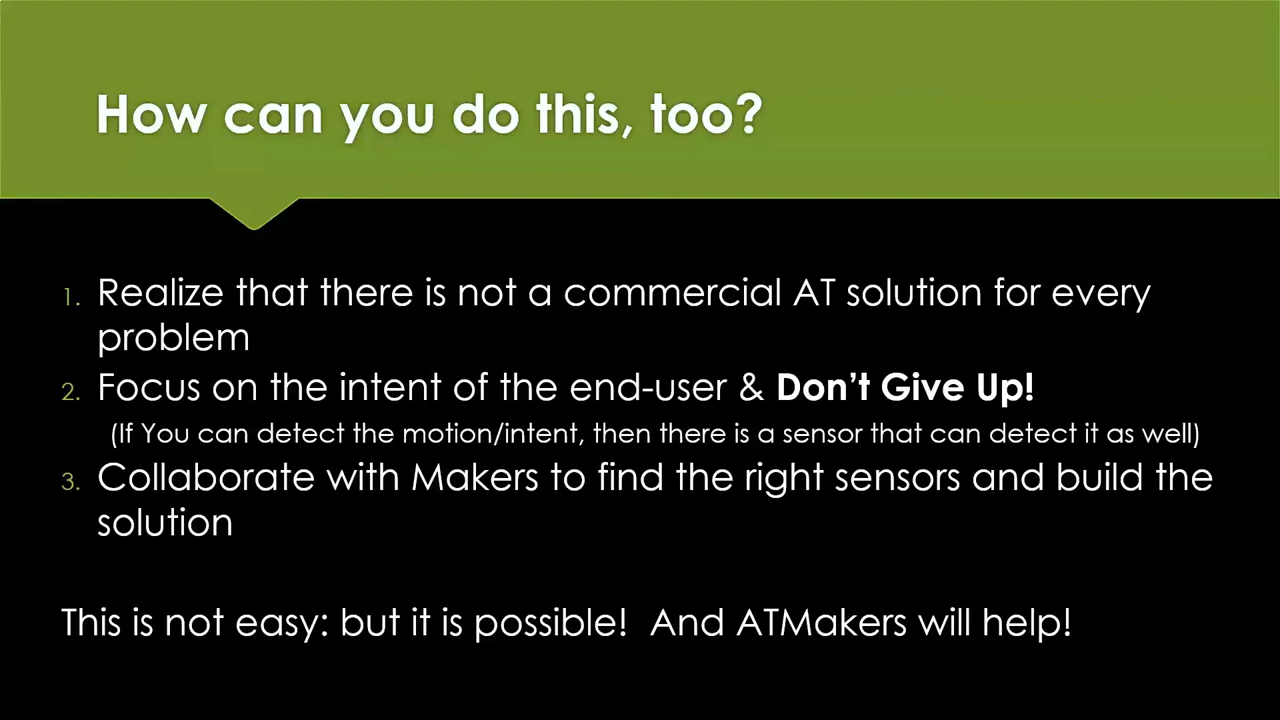 How can you do this, too?
1. Realize that there is not a commercial AT solution for every
problem
2. Focus on the intent of the end-user & Don't Give Up!
(If You can detect the motion/intent, then there is a sensor that can detect it as well)
3. Collaborate with Makers to find the right sensors and build the
solution
This is not easy: but it is possible!  And ATMakers will help!